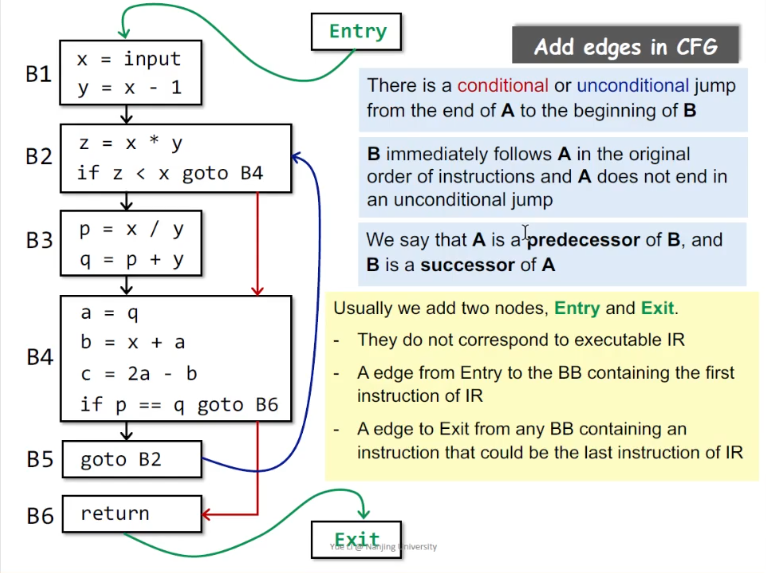 Entry
Add edges in CFG
B1
x = input
y = x - 1
B2
z = x * y
if z < x goto B4
B3
p = x / y
q = p + y
B4
a = q
b = x + a
c = 2a - b
if p == q goto B6
B5
goto B2
B6
return
Exit
There is a conditional or unconditional jump
from the end of A to the beginning of B
B immediately follows A in the original
order of instructions and A does not end in
an unconditional jump
We say that A is a predecessor of B, and
B is a successor of A
Usually we add two nodes, Entry and Exit.
- They do not correspond to executable IR
- A edge from Entry to the BB containing the first
instruction of IR
- A edge to Exit from any BB containing an
instruction that could be the last instruction of IR
Yue Li @ Nanjing University